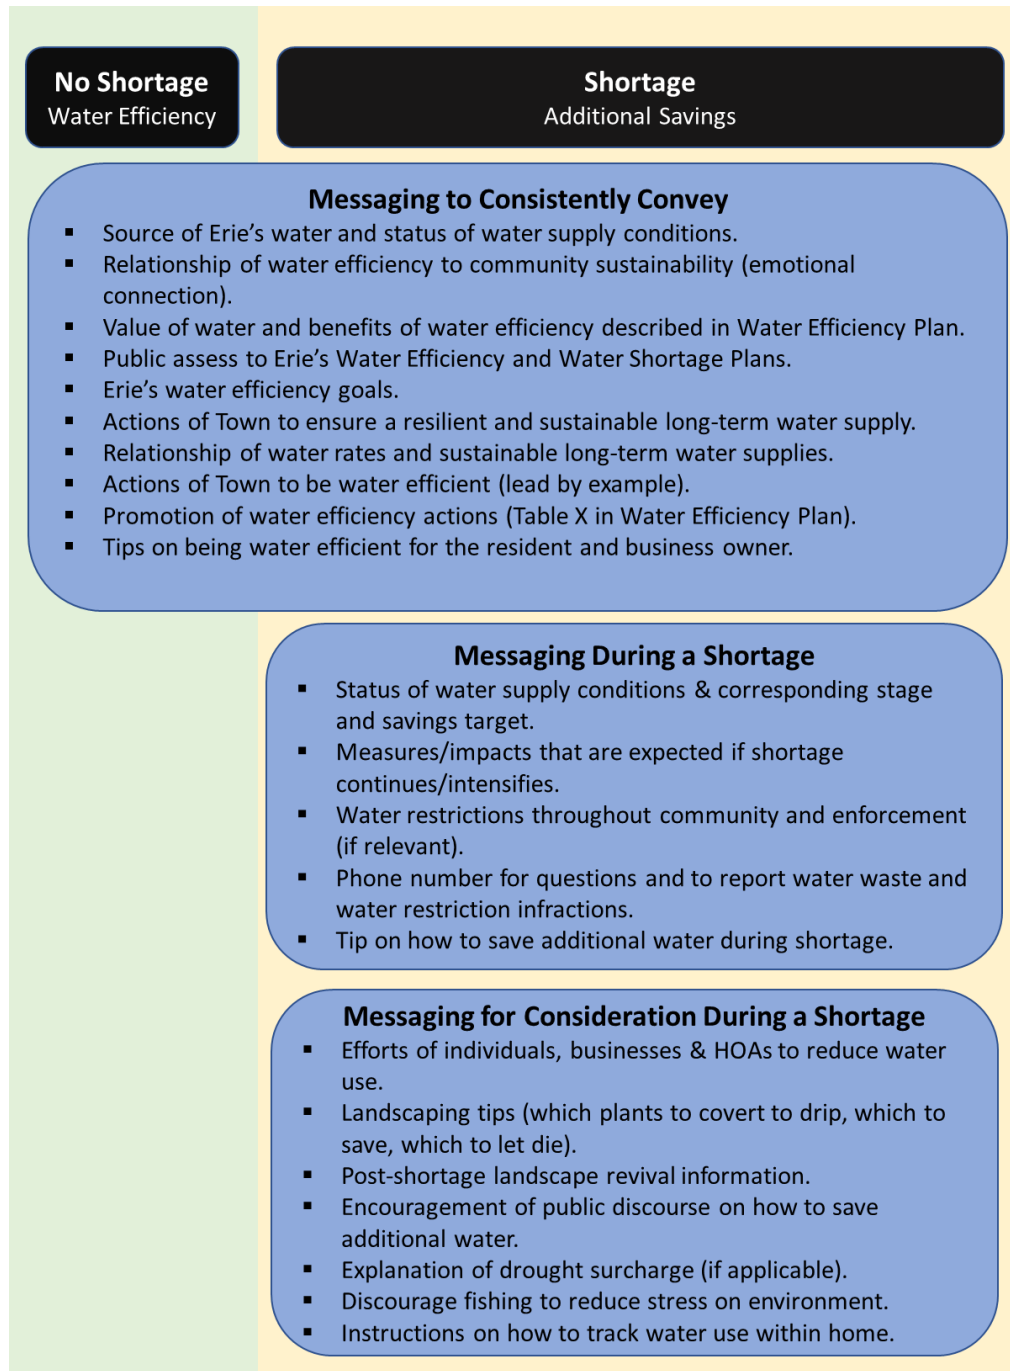 No Shortage
Water Efficiency
Shortage
Additional Savings
Messaging to Consistently Convey
▪ Source of Erie’s water and status of water supply conditions.
▪ Relationship of water efficiency to community sustainability (emotional
connection).
▪ Value of water and benefits of water efficiency described in Water Efficiency Plan.
▪ Public assess to Erie’s Water Efficiency and Water Shortage Plans.
▪ Erie’s water efficiency goals.
▪ Actions of Town to ensure a resilient and sustainable long-term water supply.
▪ Relationship of water rates and sustainable long-term water supplies.
▪ Actions of Town to be water efficient (lead by example).
▪ Promotion of water efficiency actions (Table X in Water Efficiency Plan).
▪ Tips on being water efficient for the resident and business owner.
Messaging During a Shortage
▪ Status of water supply conditions & corresponding stage
and savings target.
▪ Measures/impacts that are expected if shortage
continues/intensifies.
▪ Water restrictions throughout community and enforcement
(if relevant).
▪ Phone number for questions and to report water waste and
water restriction infractions.
▪ Tip on how to save additional water during shortage.
Messaging for Consideration During a Shortage
▪ Efforts of individuals, businesses & HOAs to reduce water
use.
▪ Landscaping tips (which plants to covert to drip, which to
save, which to let die).
▪ Post-shortage landscape revival information.
▪ Encouragement of public discourse on how to save
additional water.
▪ Explanation of drought surcharge (if applicable).
▪ Discourage fishing to reduce stress on environment.
▪ Instructions on how to track water use within home.